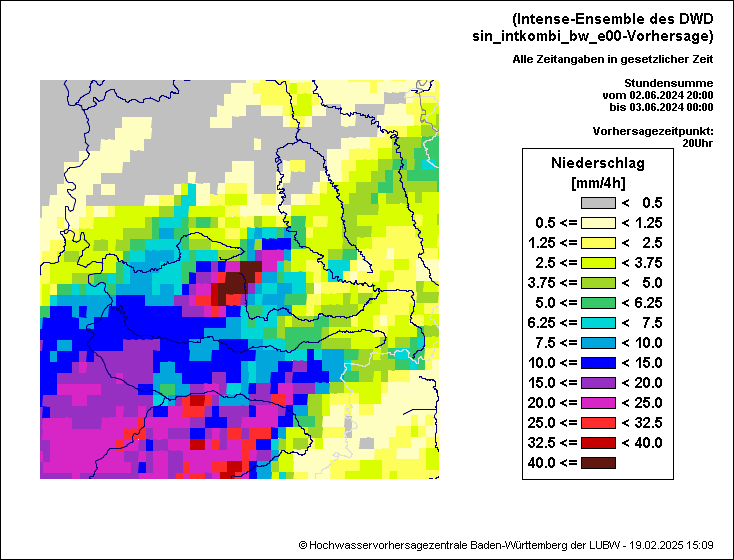 (Intense-Ensemble des DWD
sin_intkombi_bw_e00-Vorhersage)
Alle Zeitangaben in gesetzlicher Zeit
Stundensumme
vom 02.06.2024 20:00
bis 03.06.2024 00:00
Vorhersagezeitpunkt:
20Uhr
Niederschlag
[mm/4h]
< 0.5
0.5 <= < 1.25
1.25 <= < 2.5
2.5 <= < 3.75
3.75 <= < 5.0
5.0 <= < 6.25
6.25 <= < 7.5
7.5 <= < 10.0
10.0 <= < 15.0
15.0 <= < 20.0
20.0 <= < 25.0
25.0 <= < 32.5
32.5 <= < 40.0
40.0 <=
© Hochwasservorhersagezentrale Baden-Württemberg der LUBW - 19.02.2025 15:09